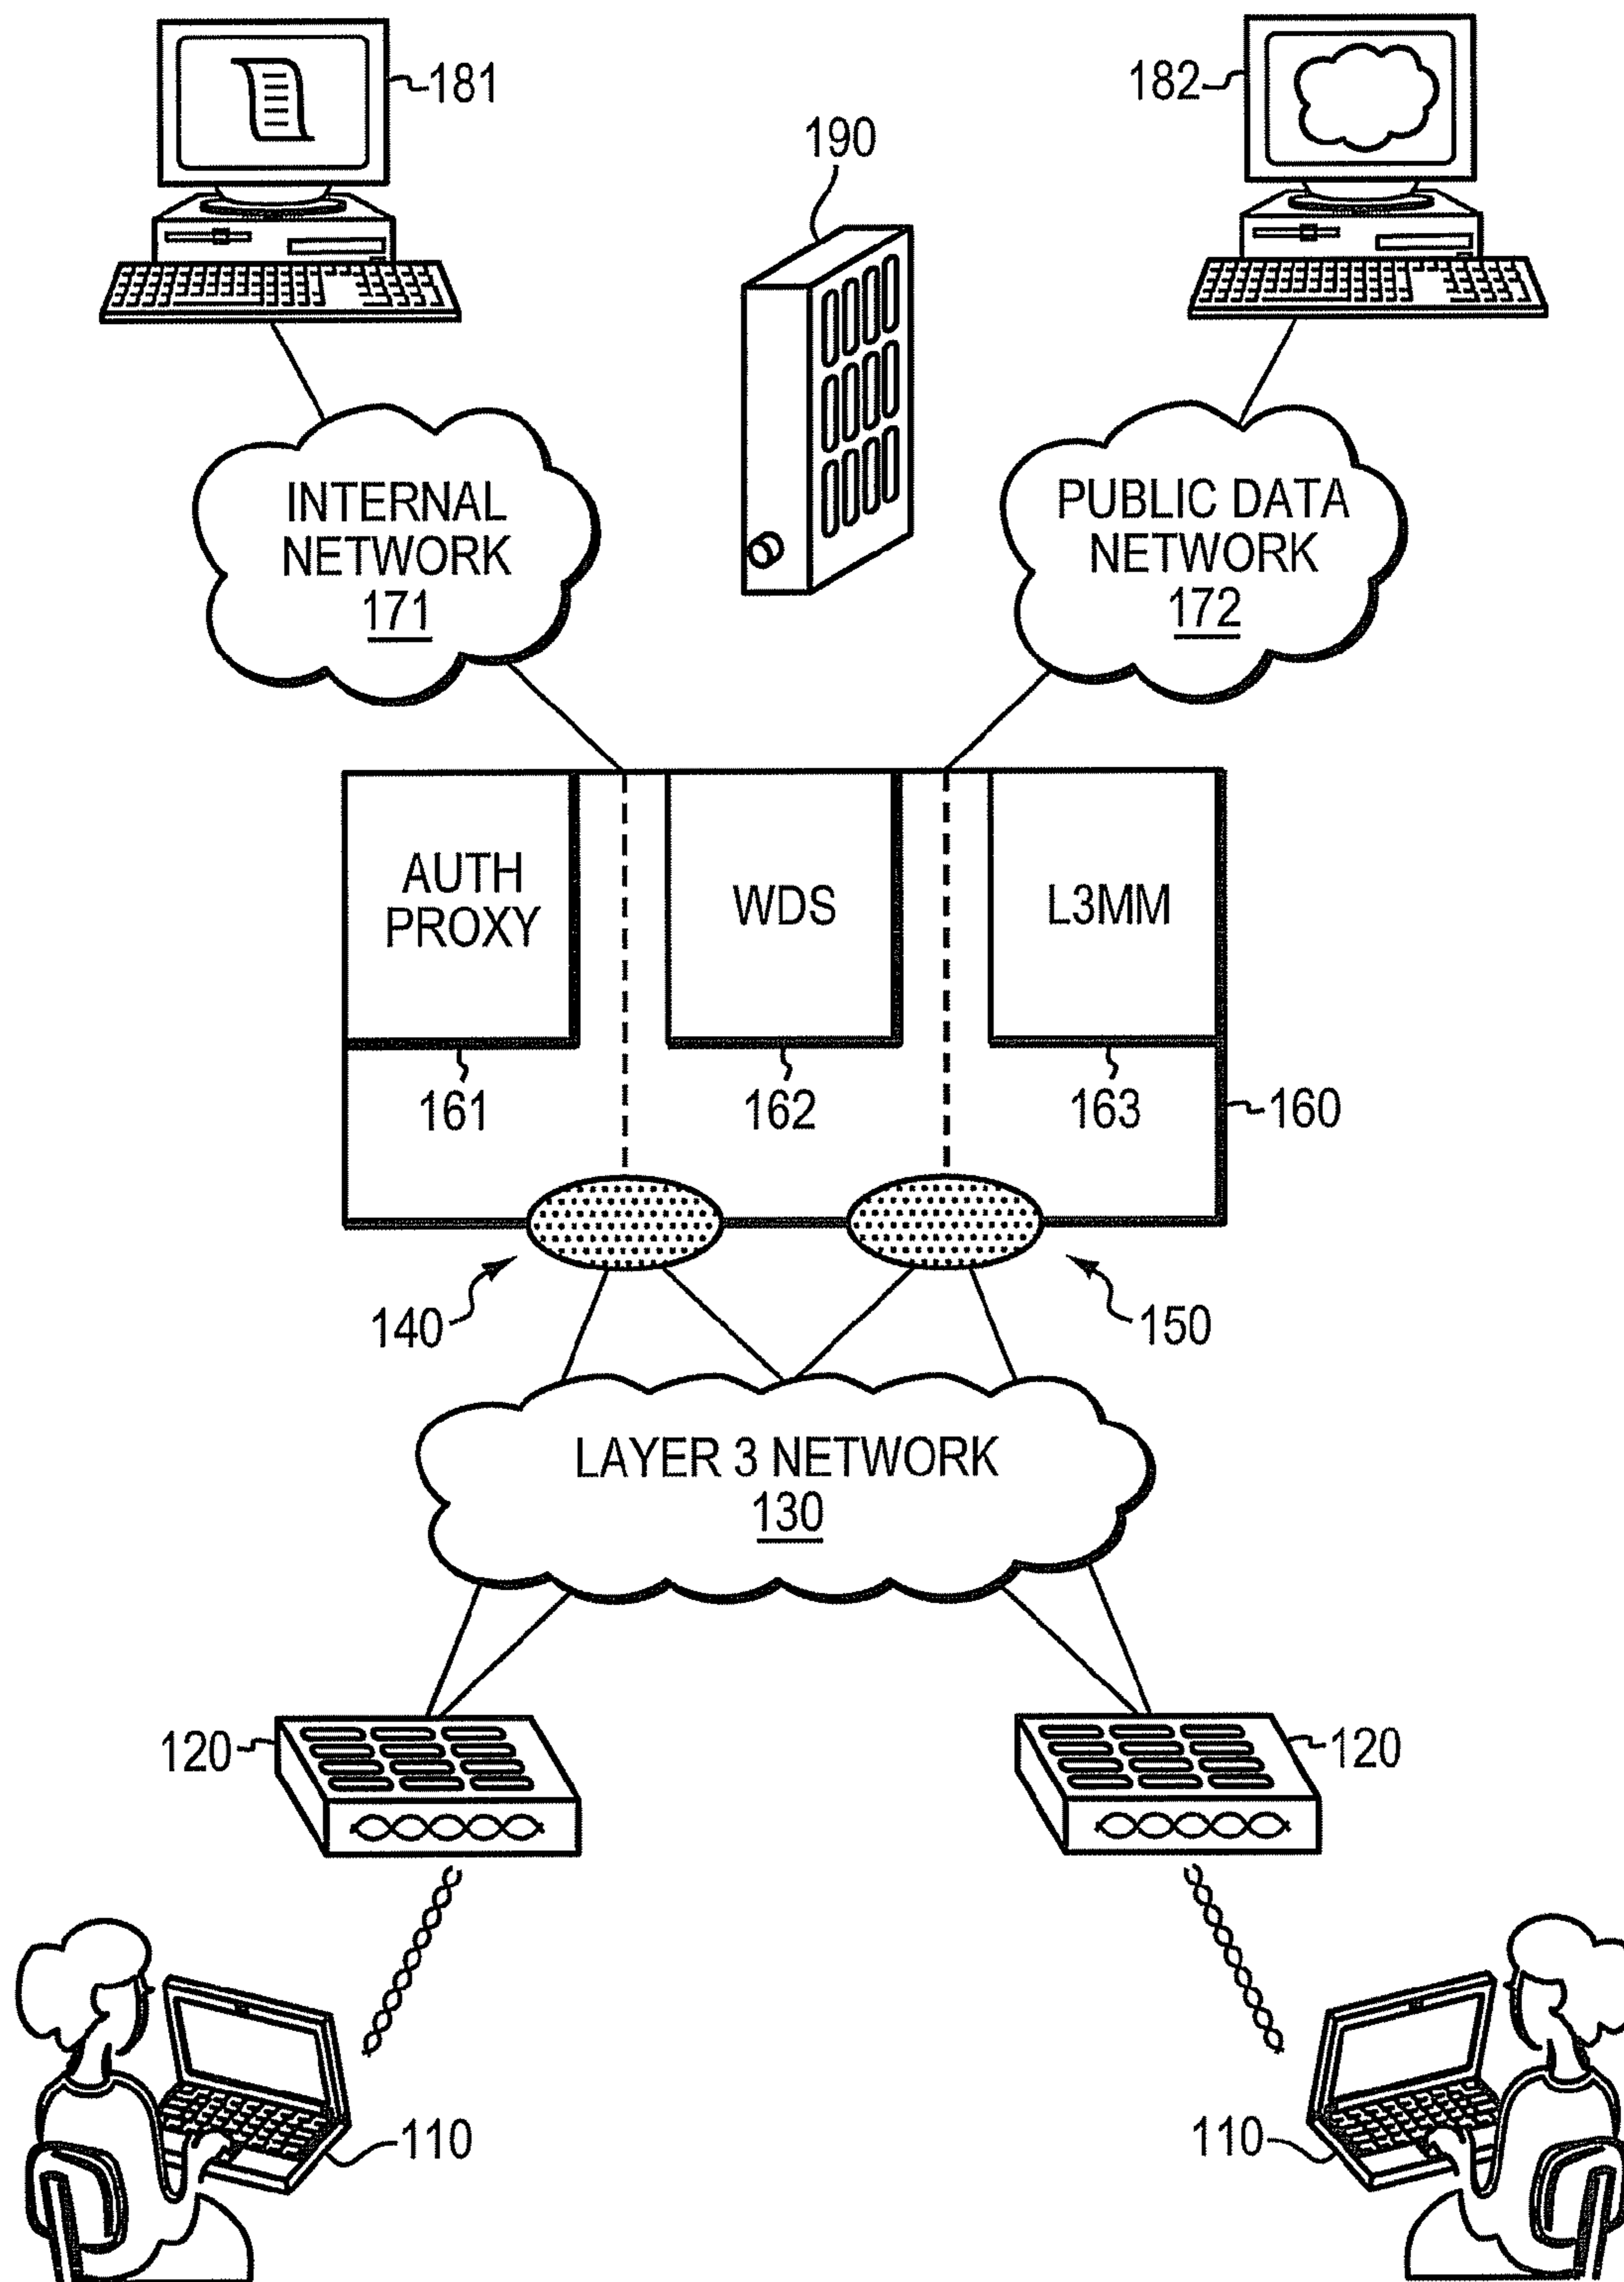 181
182
190
INTERNAL
NETWORK
171
PUBLIC DATA
NETWORK
172
AUTH
PROXY
WDS
L3MM
161
162
163
160
140
150
LAYER 3 NETWORK
130
120
120
110
110